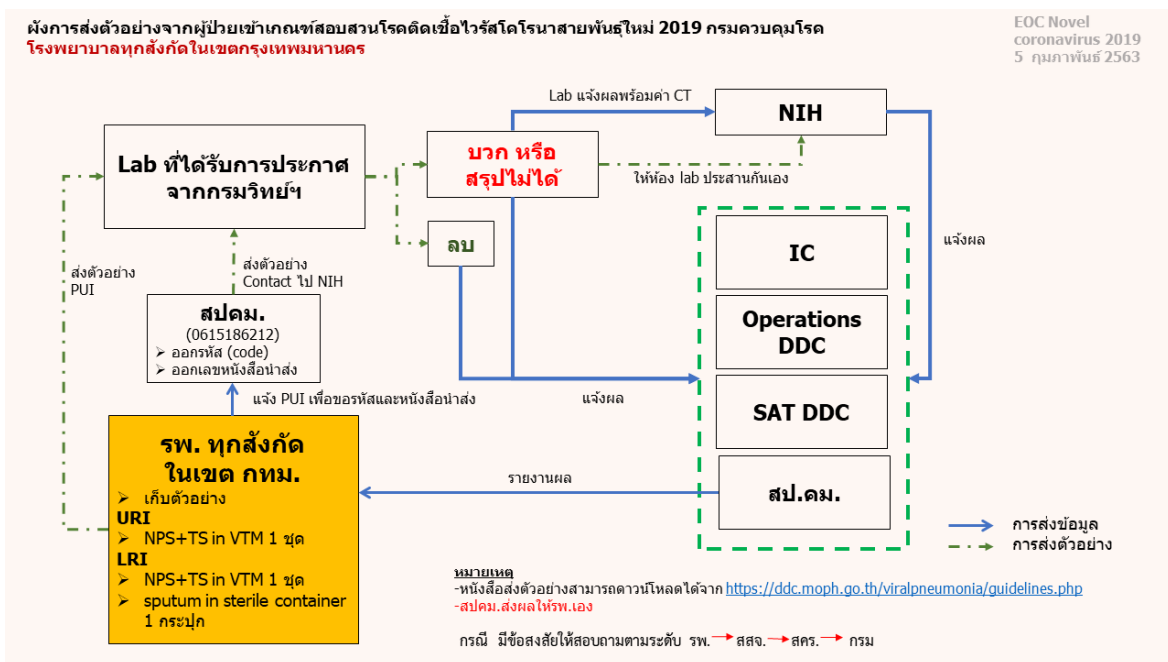 ผังการส่งตัวอย่างจากผู้ป่วยเข้าเกณฑ์สอบสวนโรคติดเชื้อไวรัสโคโรนาสายพันธุ์ใหม่ 2019 กรมควบคุมโรค
โรงพยาบาลทุกสังกัดในเขตกรุงเทพมหานคร
EOC Novel
coronavirus 2019
5 กุมภาพันธ์ 2563
Lab ที่ได้รับการประกาศ
จากกรมวิทย์ฯ
บวก หรือ
สรุปไม่ได้
ลบ
Lab แจ้งผลพร้อมค่า CT
NIH
ให้ห้อง lab ประสานกันเอง
แจ้งผล
IC
Operations
DDC
SAT DDC
สป.คม.
ส่งตัวอย่าง
PUI
ส่งตัวอย่าง
Contact ไป NIH
สปคม.
(0615186212)
➢ ออกรหัส (code)
➢ ออกเลขหนังสือนำส่ง
แจ้ง PUI เพื่อขอรหัสและหนังสือนำส่ง
แจ้งผล
รพ. ทุกสังกัด
ในเขต กทม.
➢ เก็บตัวอย่าง
URI
➢ NPS+TS in VTM 1 ชุด
LRI
➢ NPS+TS in VTM 1 ชุด
➢ sputum in sterile container
1 กระปุก
รายงานผล
การส่งข้อมูล
การส่งตัวอย่าง
หมายเหตุ
-หนังสือส่งตัวอย่างสามารถดาวน์โหลดได้จาก https://ddc.moph.go.th/viralpneumonia/guidelines.php
-สปคม.ส่งผลให้รพ.เอง
กรณี มีข้อสงสัยให้สอบถามตามระดับ รพ. → สสจ. → สคร. → กรม